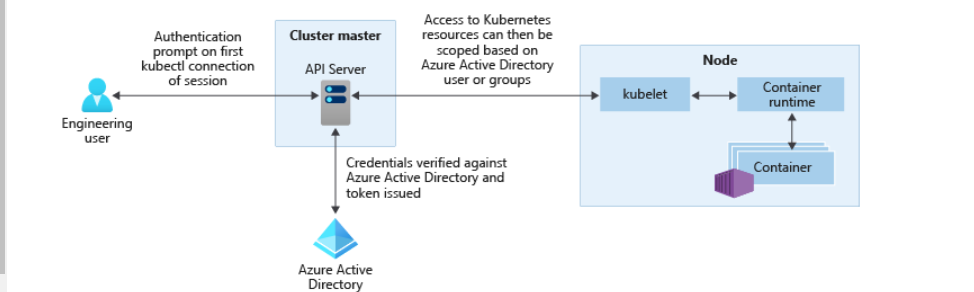 Authentication
prompt on first
kubectl connection
of session
Engineering
user
Cluster master
API Server
Access to Kubernetes
resources can then be
scoped based on
Azure Active Directory
user or groups
Credentials verified against
Azure Active Directory and
token issued
Azure Active
Directory
Node
kubelet
Container
runtime
Container